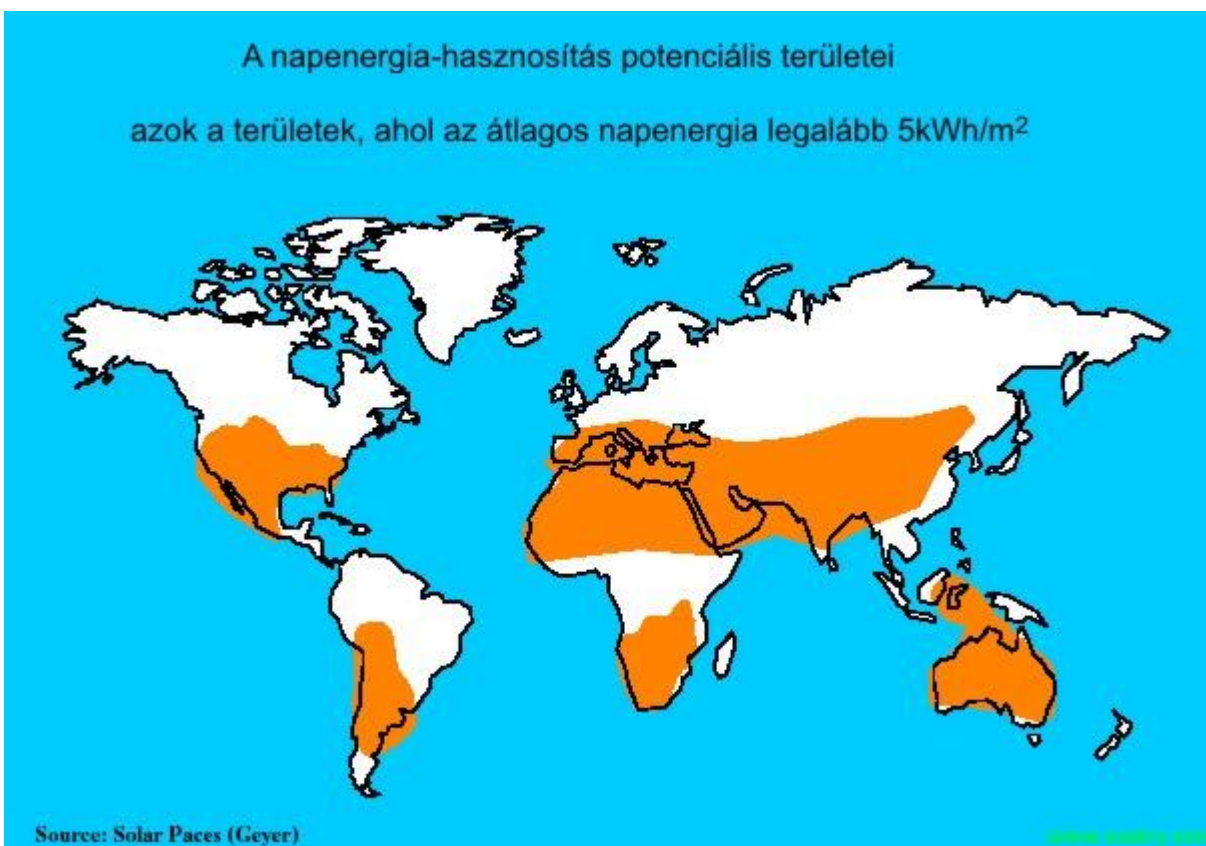 A napenergia-hasznosítás potenciális területei
azok a területek, ahol az átlagos napenergia legalább 5kWh/m2
Source: Solar Paces (Geyer)